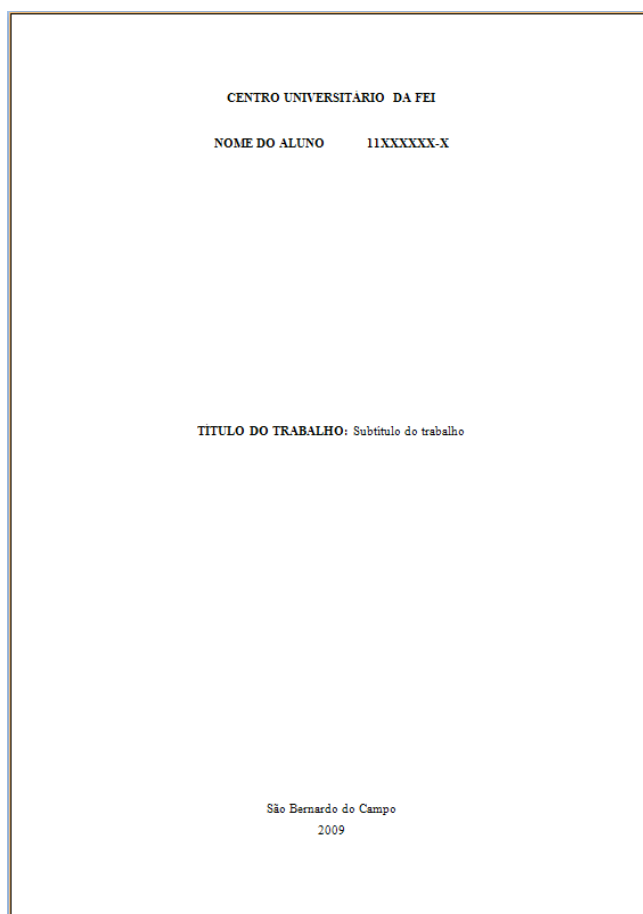 CENTRO UNIVERSITÁRIO DA FEI
NOME DO ALUNO 11XXXXXX-X
TÍTULO DO TRABALHO: Subtítulo do trabalho
São Bernardo do Campo
2009